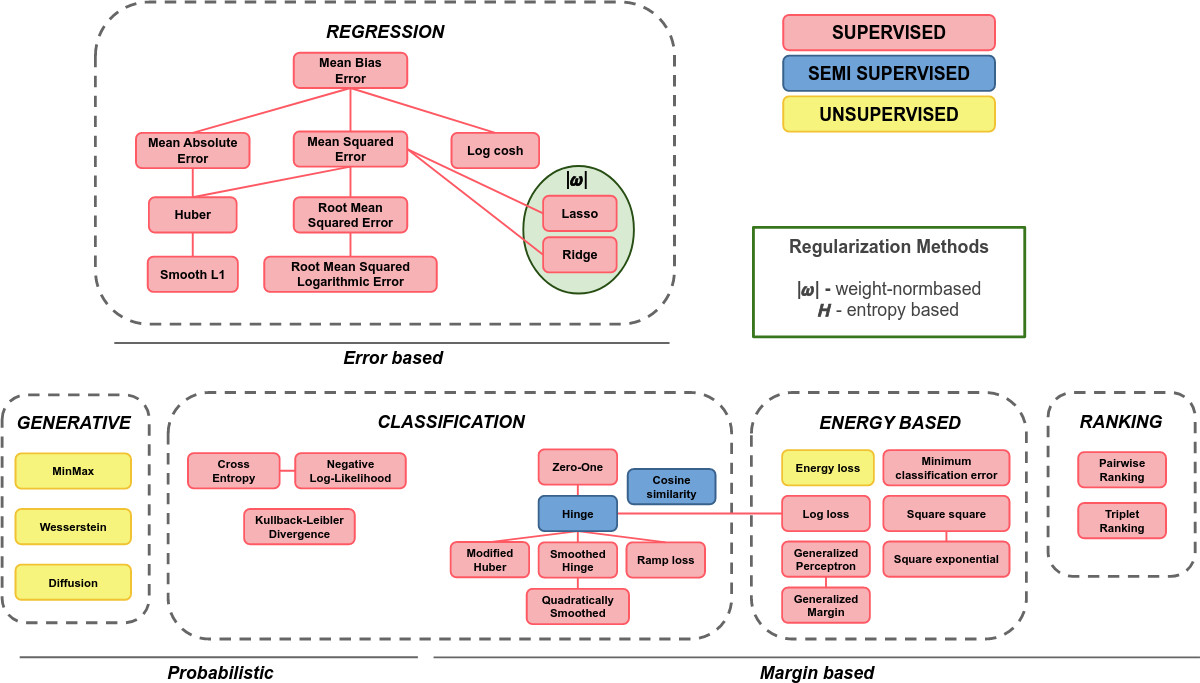 REGRESSION
Mean Bias
Error
Mean Absolute
Error
Mean Squared
Error
Log cosh
|ω|
Lasso
Ridge
Huber
Root Mean
Squared Error
Smooth L1
Root Mean Squared
Logarithmic Error
Error based
SUPERVISED
SEMI SUPERVISED
UNSUPERVISED
Regularization Methods
|ω| - weight-normbased
H - entropy based
GENERATIVE
MinMax
Wesserstein
Diffusion
CLASSIFICATION
Cross
Entropy
Negative
Log-Likelihood
Kullback-Leibler
Divergence
Zero-One
Cosine
similarity
Hinge
Modified
Huber
Smoothed
Hinge
Ramp loss
Quadratically
Smoothed
ENERGY BASED
Energy loss
Minimum
classification error
Log loss
Square square
Generalized
Perceptron
Square exponential
Generalized
Margin
RANKING
Pairwise
Ranking
Triplet
Ranking
Probabilistic
Margin based